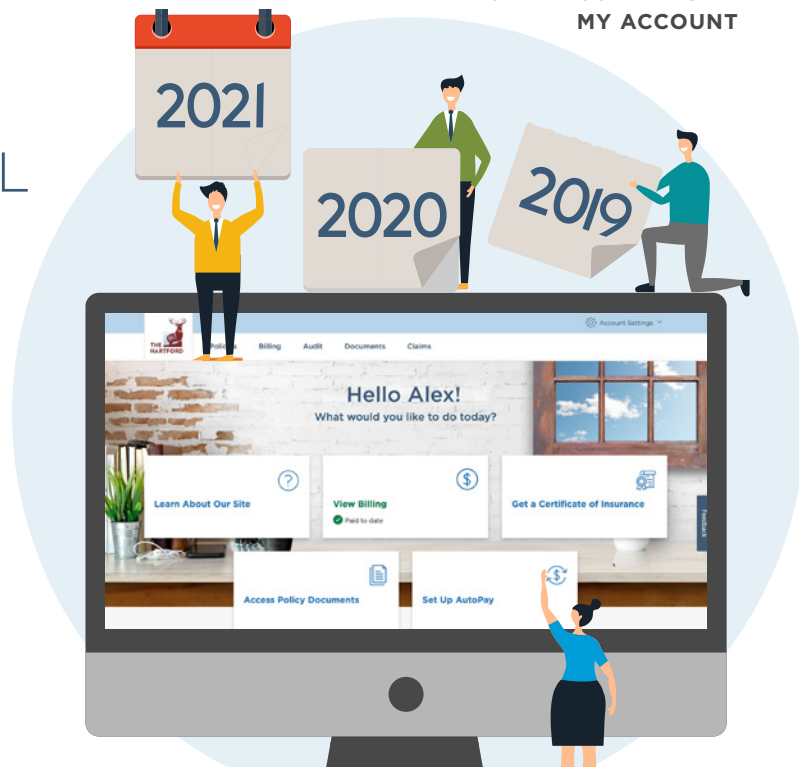 MY ACCOUNT
2021
2020
2019
Account Settings
THE
HARTFORD
Policies
Billing
Audit
Documents
Claims
Hello Alex!
What would you like to do today?
Learn About Our Site
View Billing
Paid to date
Get a Certificate of Insurance
Feedback
Access Policy Documents
Set Up AutoPay